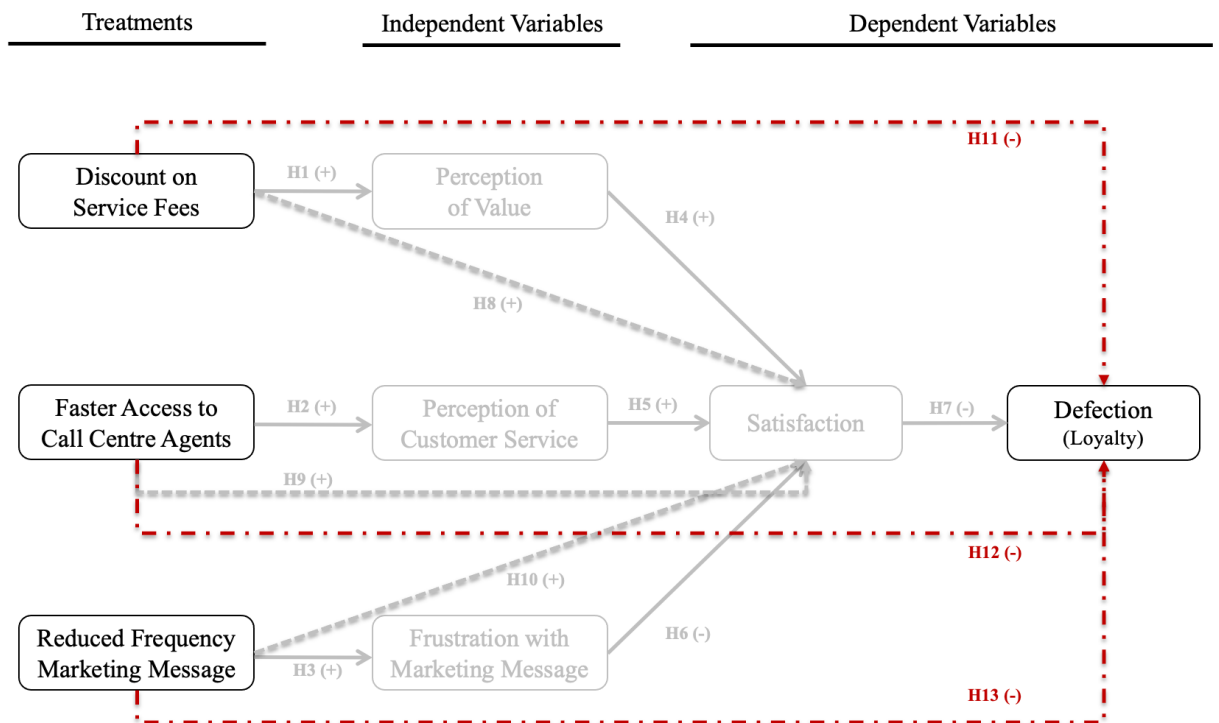 Treatments
Independent Variables
Dependent Variables
H11 (-)
Discount on
Service Fees
H1 (+)
Perception
of Value
H4 (+)
H8 (+)
Faster Access to
Call Centre Agents
H2 (+)
Perception of
Customer Service
H5 (+)
Satisfaction
H7 (-)
Defection
(Loyalty)
H9 (+)
H12 (-)
H10 (+)
Reduced Frequency
Marketing Message
H3 (+)
Frustration with
Marketing Message
H6 (-)
H13 (-)